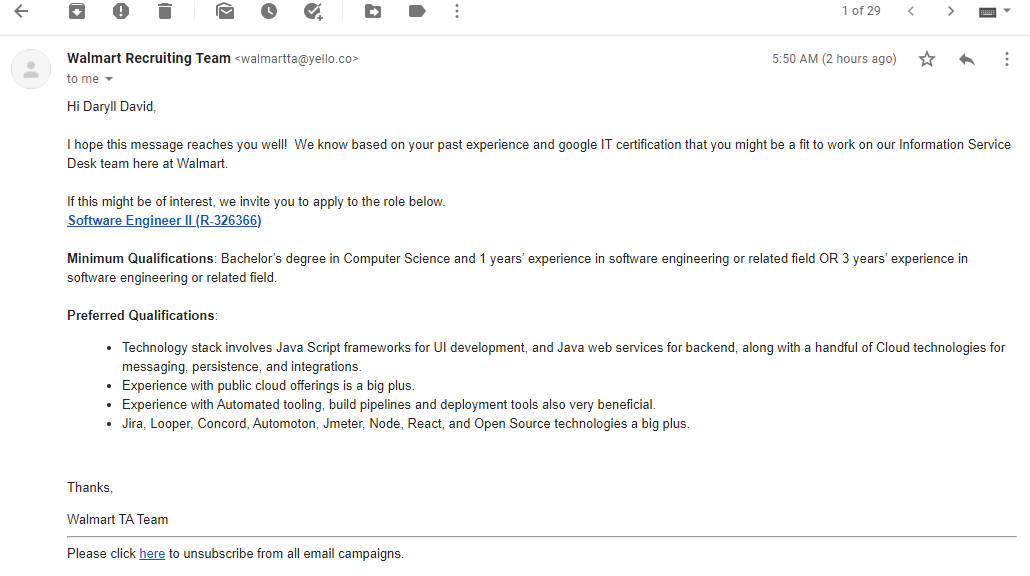 1 of 29
Walmart Recruiting Team <walmartta@yello.co>
5:50 AM (2 hours ago)
to me
Hi Daryll David,
I hope this message reaches you well!  We know based on your past experience and google IT certification that you might be a fit to work on our Information Service
Desk team here at Walmart.
If this might be of interest, we invite you to apply to the role below.
Software Engineer II (R-326366)
Minimum Qualifications: Bachelor's degree in Computer Science and 1 years' experience in software engineering or related field OR 3 years' experience in
software engineering or related field.
Preferred Qualifications:
• Technology stack involves Java Script frameworks for UI development, and Java web services for backend, along with a handful of Cloud technologies for
messaging, persistence, and integrations.
• Experience with public cloud offerings is a big plus.
• Experience with Automated tooling, build pipelines and deployment tools also very beneficial.
• Jira, Looper, Concord, Automoton, Jmeter, Node, React, and Open Source technologies a big plus.
Thanks,
Walmart TA Team
Please click here to unsubscribe from all email campaigns.